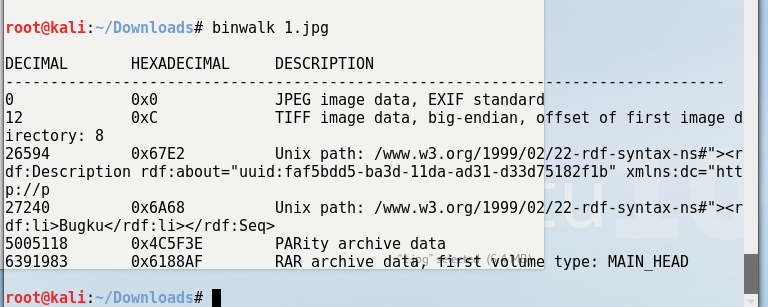 root@kali:~/Downloads# binwalk 1.jpg
DECIMAL HEXADECIMAL DESCRIPTION
--------------------------------------------------------------------------------
0 0x0 JPEG image data, EXIF standard
12 0xC TIFF image data, big-endian, offset of first image d
irectory: 8
26594 0x67E2 Unix path: /www.w3.org/1999/02/22-rdf-syntax-ns#"><r
df:Description rdf:about="uuid:faf5bdd5-ba3d-11da-ad31-d33d75182f1b" xmlns:dc="htt
p://p
27240 0x6A68 Unix path: /www.w3.org/1999/02/22-rdf-syntax-ns#"><r
df:li>Bugku</rdf:li></rdf:Seq>
5005118 0x4C5F3E PARity archive data
6391983 0x6188AF RAR archive data, first volume type: MAIN_HEAD
root@kali:~/Downloads#